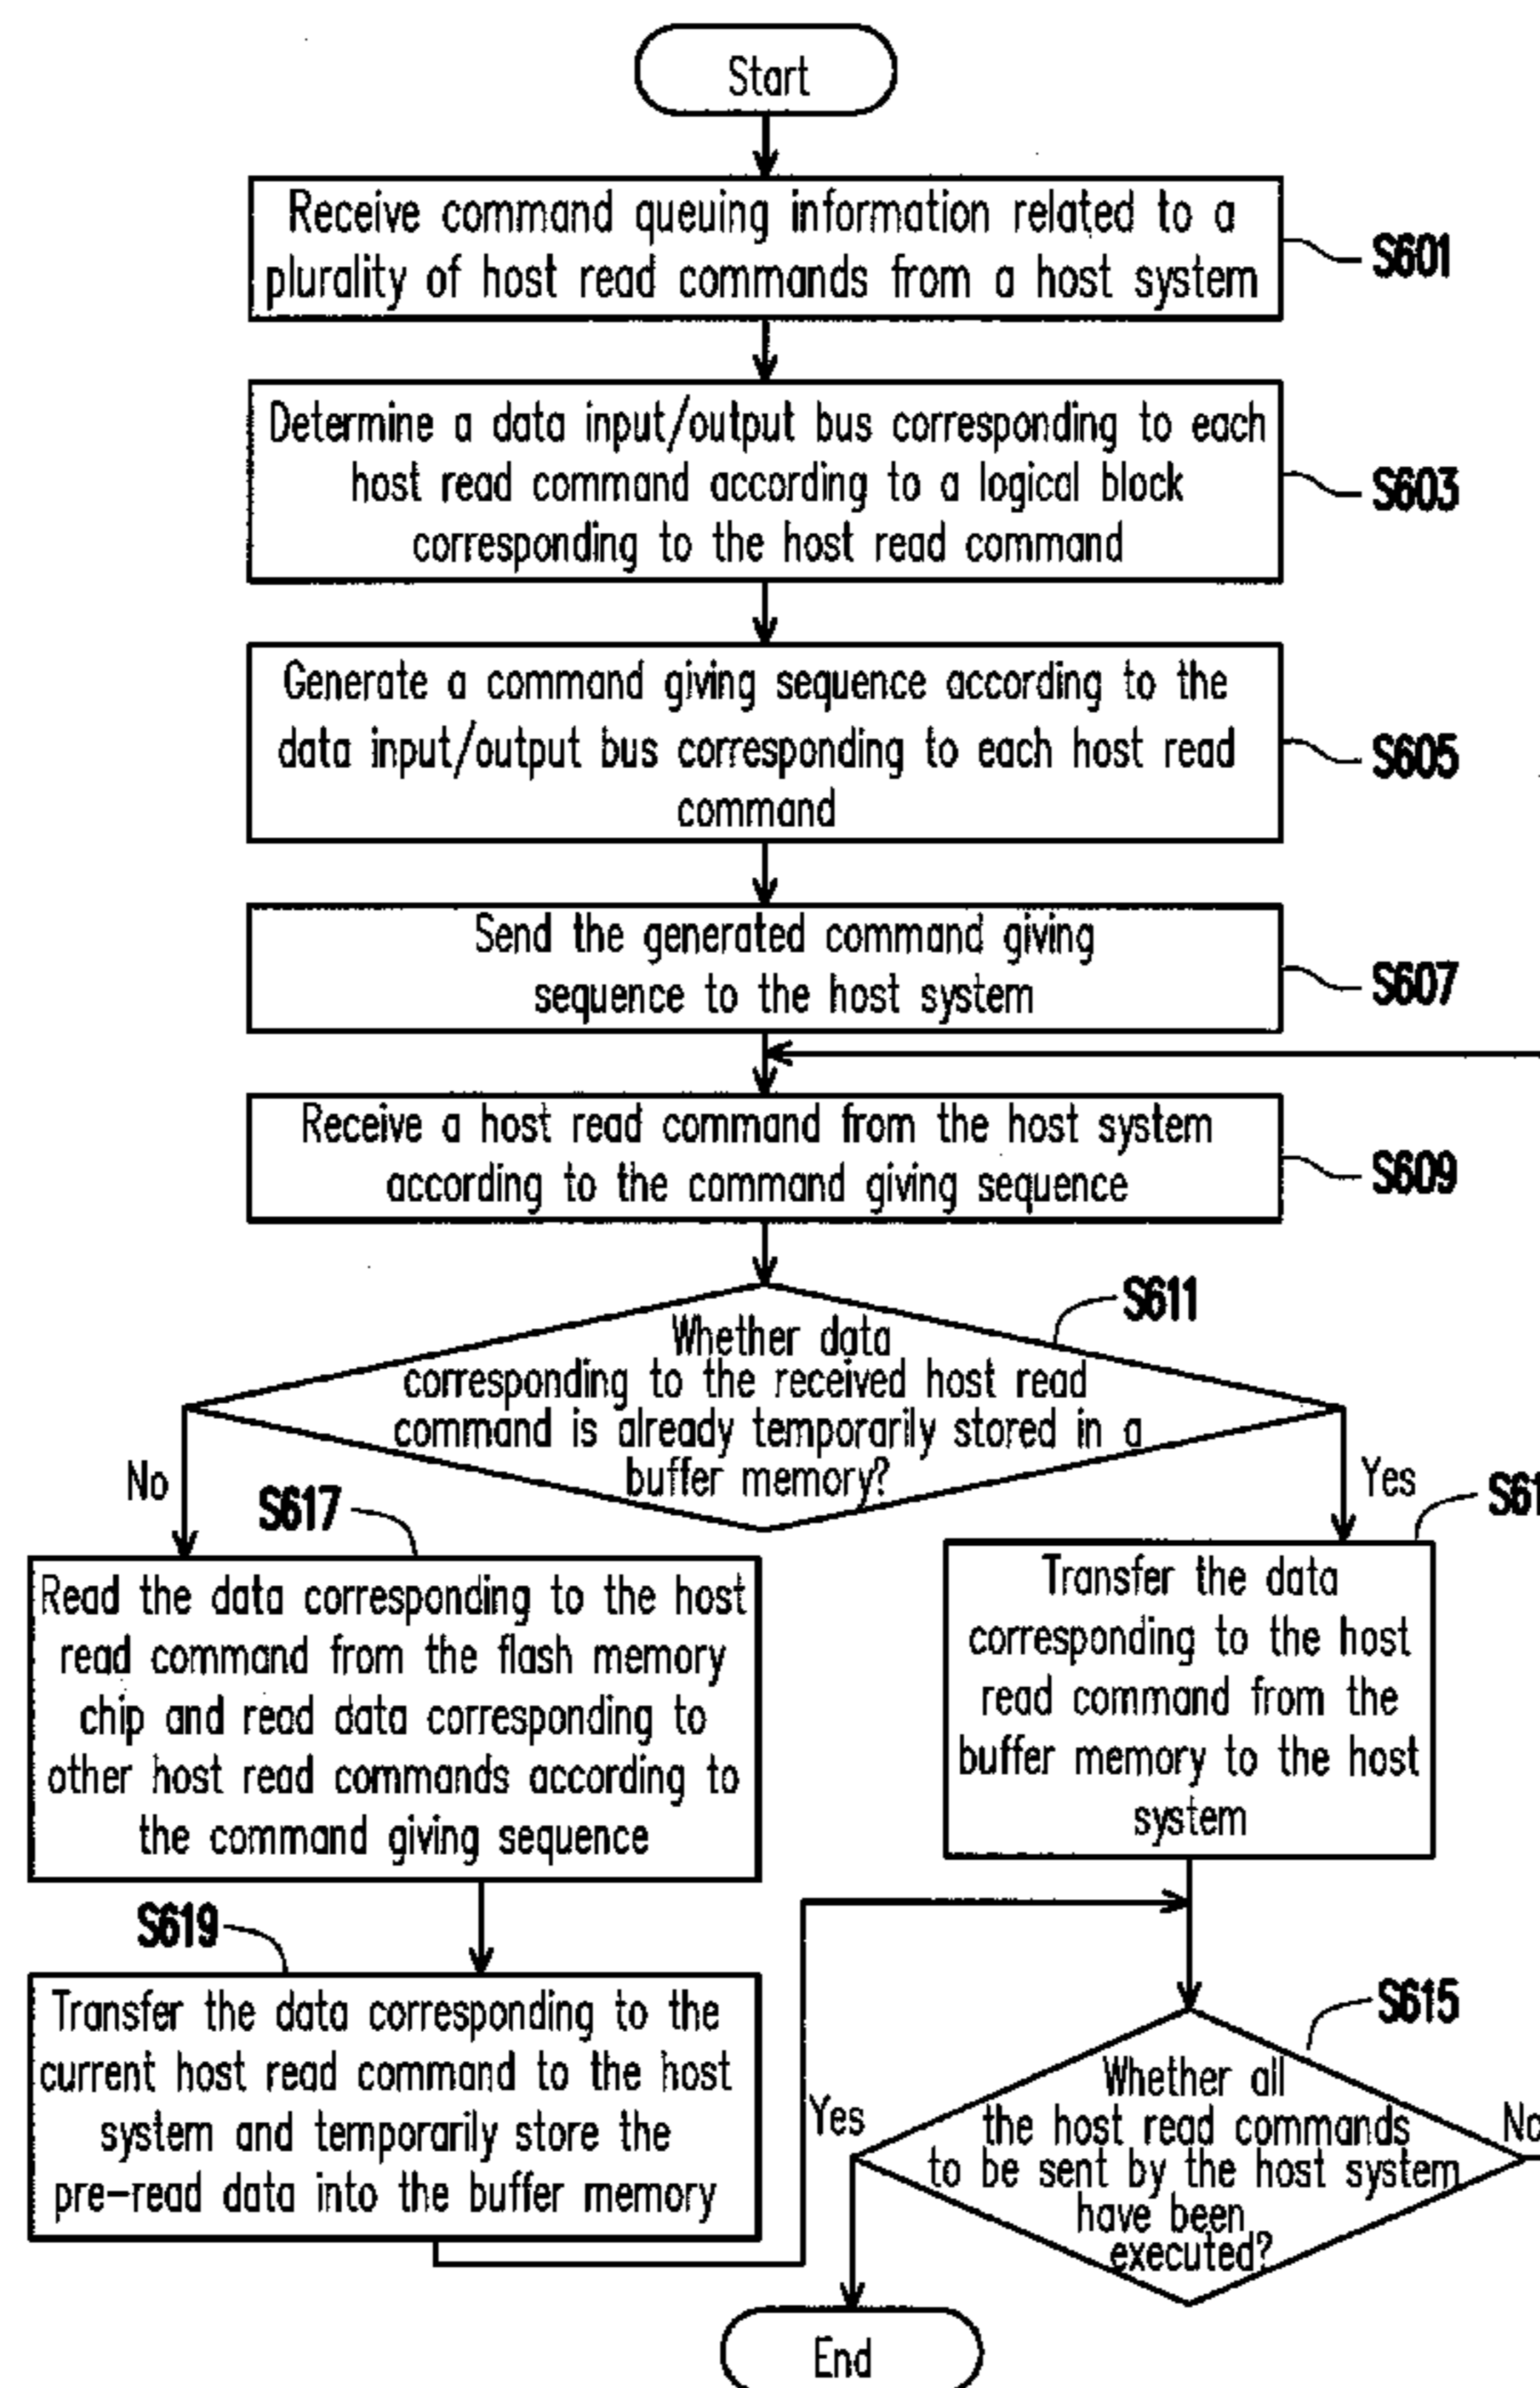 Start
Receive command queuing information related to a
plurality of host read commands from a host system
S601
Determine a data input/output bus corresponding to each
host read command according to a logical block
corresponding to the host read command
S603
Generate a command giving sequence according to the
data input/output bus corresponding to each host read
command
S605
Send the generated command giving
sequence to the host system
S607
Receive a host read command from the host system
according to the command giving sequence
S609
S611
Whether data
corresponding to the received host read
command is already temporarily stored in a
buffer memory?
No
Yes
S617
Read the data corresponding to the host
read command from the flash memory
chip and read data corresponding to
other host read commands according to
the command giving sequence
Transfer the data
corresponding to the host
read command from the
buffer memory to the host
system
S619
Transfer the data corresponding to the
current host read command to the host
system and temporarily store the
pre-read data into the buffer memory
S615
Whether all
the host read commands
to be sent by the host system
have been
executed?
Yes
End